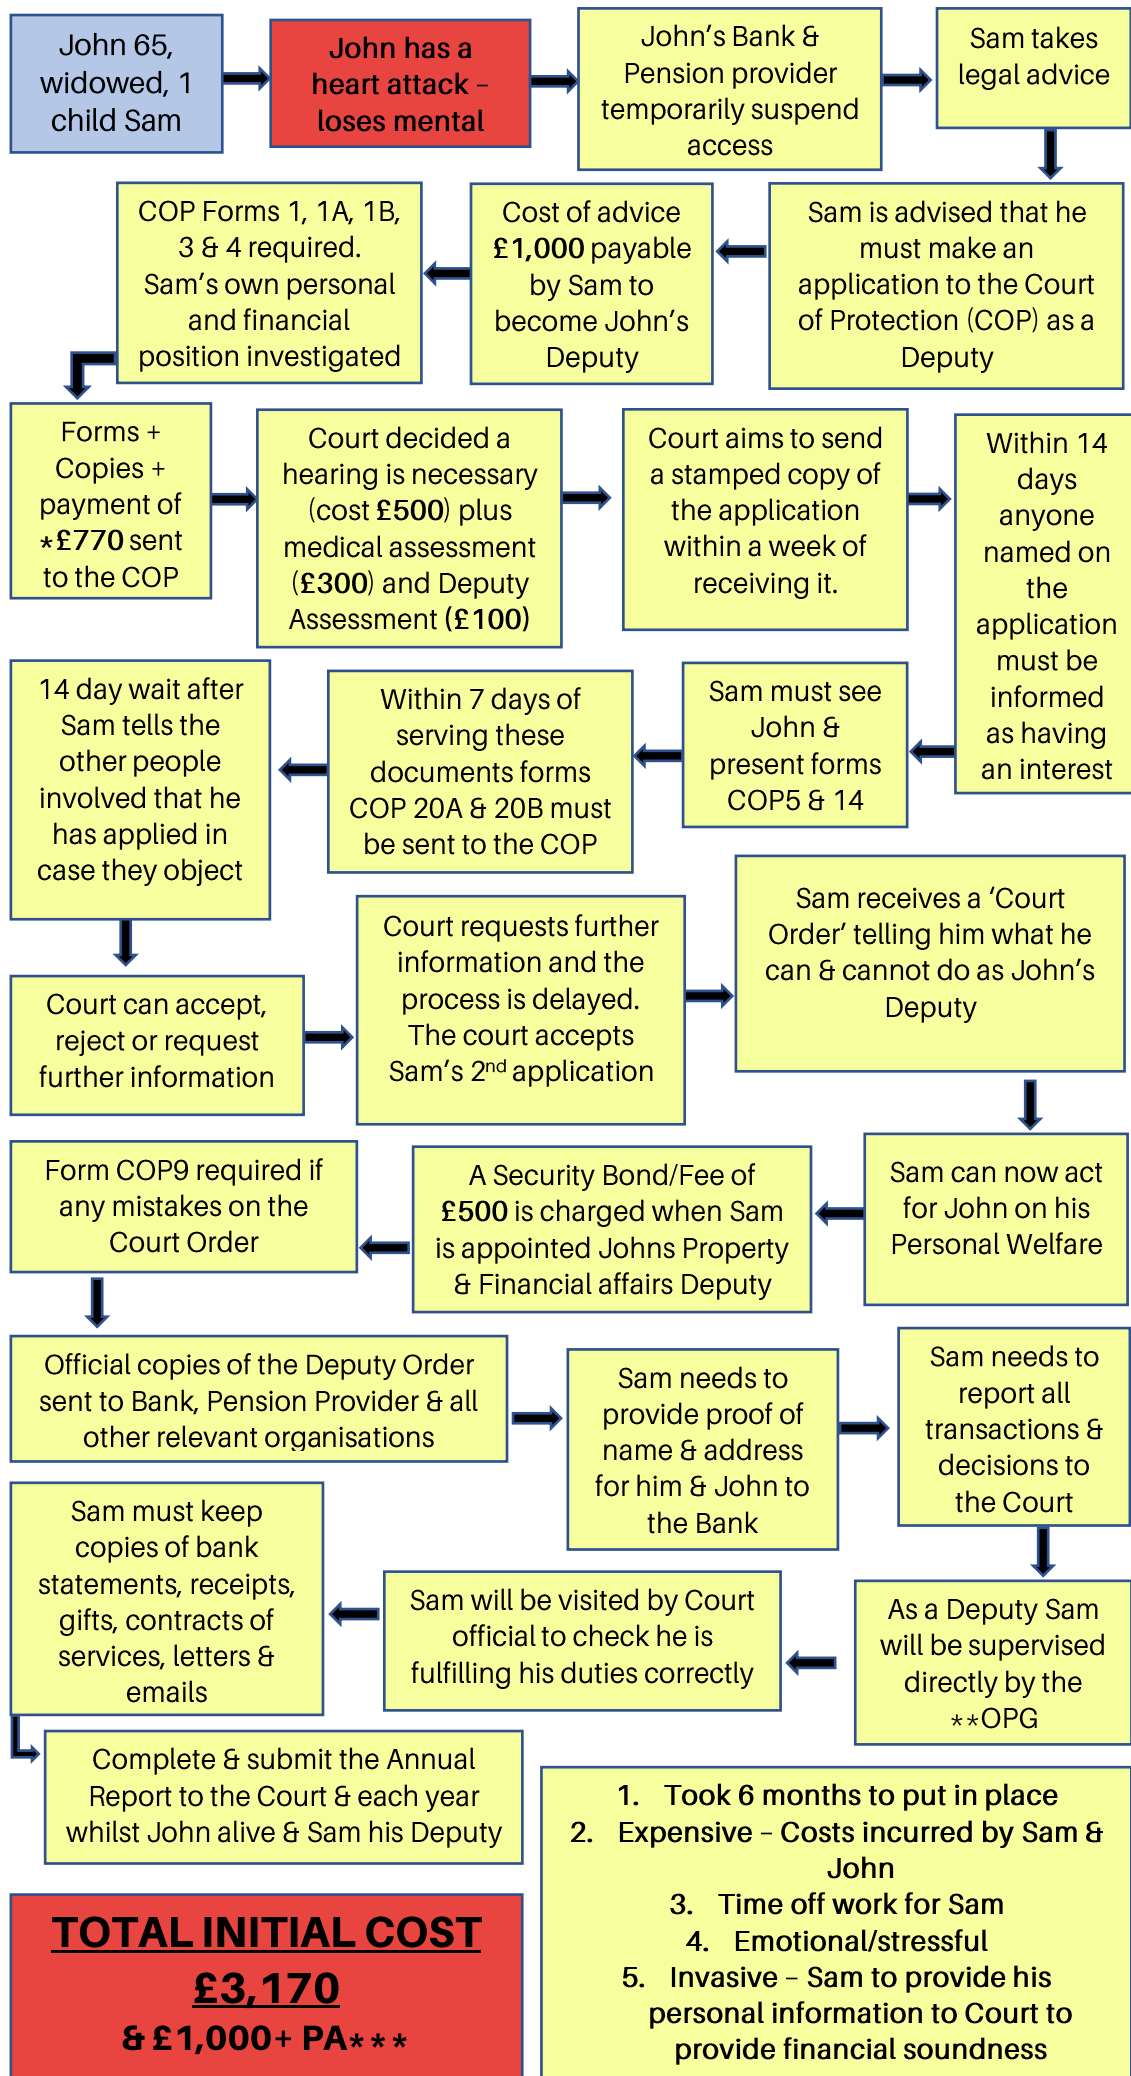 John 65,
widowed, 1
child Sam
John has a
heart attack –
loses mental
John’s Bank &
Pension provider
temporarily suspend
access
Sam takes
legal advice
Sam is advised that he
must make an
application to the Court
of Protection (COP) as a
Deputy
Cost of advice
£1,000 payable
by Sam to
become John’s
Deputy
COP Forms 1, 1A, 1B,
3 & 4 required.
Sam’s own personal
and financial
position investigated
Forms +
Copies +
payment of
*£770 sent
to the COP
Court decided a
hearing is necessary
(cost £500) plus
medical assessment
(£300) and Deputy
Assessment (£100)
Court aims to send
a stamped copy of
the application
within a week of
receiving it.
Within 14
days
anyone
named on
the
application
must be
informed
as having
an interest
Sam must see
John &
present forms
COP5 & 14
Within 7 days of
serving these
documents forms
COP 20A & 20B must
be sent to the COP
14 day wait after
Sam tells the
other people
involved that he
has applied in
case they object
Court can accept,
reject or request
further information
Court requests further
information and the
process is delayed.
The court accepts
Sam’s 2nd application
Sam receives a ‘Court
Order’ telling him what he
can & cannot do as John’s
Deputy
Sam can now act
for John on his
Personal Welfare
A Security Bond/Fee of
£500 is charged when Sam
is appointed Johns Property
& Financial affairs Deputy
Form COP9 required if
any mistakes on the
Court Order
Official copies of the Deputy Order
sent to Bank, Pension Provider & all
other relevant organisations
Sam needs to
provide proof of
name & address
for him & John to
the Bank
Sam needs to
report all
transactions &
decisions to
the Court
As a Deputy Sam
will be supervised
directly by the
**OPG
Sam will be visited by Court
official to check he is
fulfilling his duties correctly
Sam must keep
copies of bank
statements, receipts,
gifts, contracts of
services, letters &
emails
Complete & submit the Annual
Report to the Court & each year
whilst John alive & Sam his Deputy
1. Took 6 months to put in place
2. Expensive – Costs incurred by Sam &
John
3. Time off work for Sam
4. Emotional/stressful
5. Invasive – Sam to provide his
personal information to Court to
provide financial soundness
TOTAL INITIAL COST
£3,170
& £1,000+ PA***